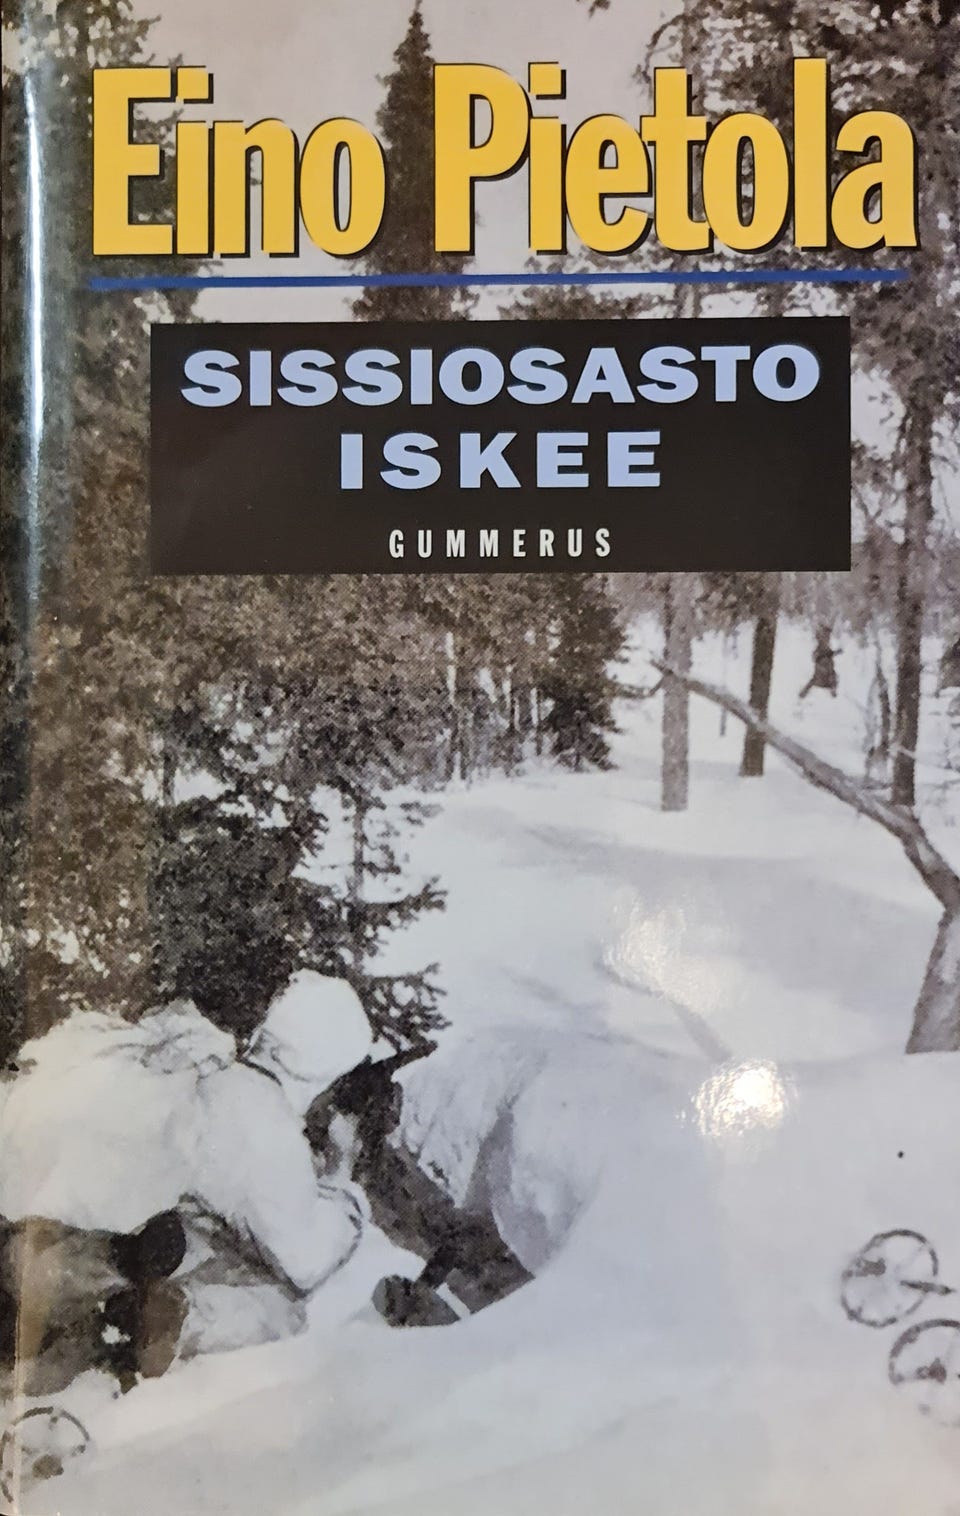 Eino Pietola
SISSIOSASTO
ISKEE
GUMMERUS